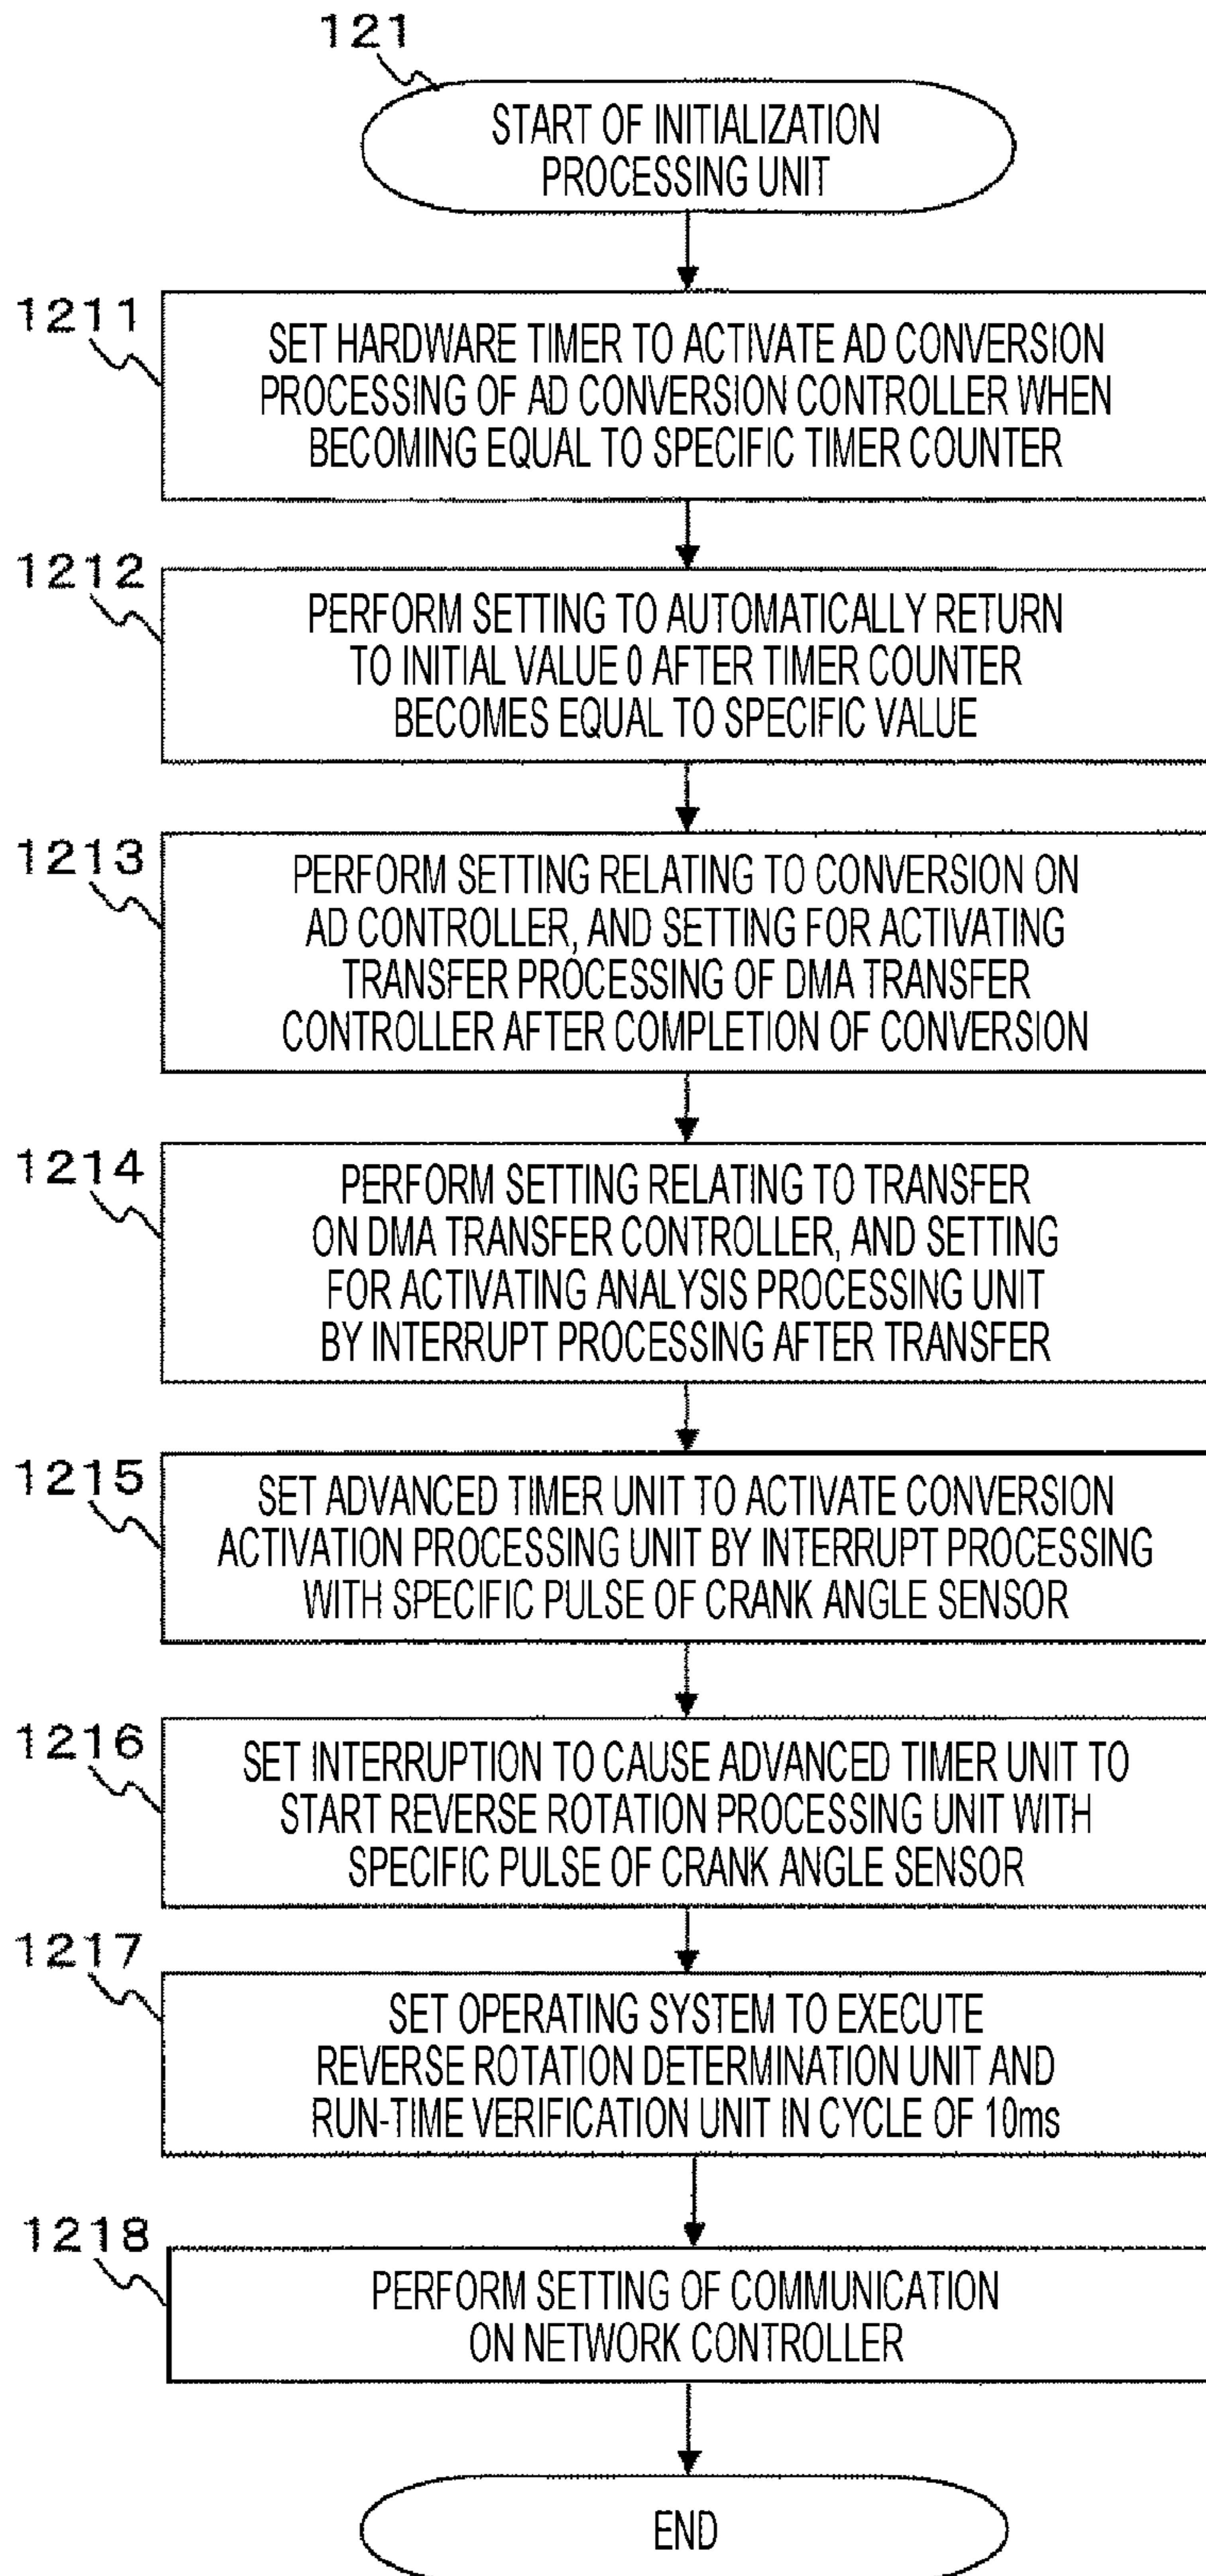 121
START OF INITIALIZATION
PROCESSING UNIT
1211
SET HARDWARE TIMER TO ACTIVATE AD CONVERSION
PROCESSING OF AD CONVERSION CONTROLLER WHEN
BECOMING EQUAL TO SPECIFIC TIMER COUNTER
1212
PERFORM SETTING TO AUTOMATICALLY RETURN
TO INITIAL VALUE 0 AFTER TIMER COUNTER
BECOMES EQUAL TO SPECIFIC VALUE
1213
PERFORM SETTING RELATING TO CONVERSION ON
AD CONTROLLER, AND SETTING FOR ACTIVATING
TRANSFER PROCESSING OF DMA TRANSFER
CONTROLLER AFTER COMPLETION OF CONVERSION
1214
PERFORM SETTING RELATING TO TRANSFER
ON DMA TRANSFER CONTROLLER, AND SETTING
FOR ACTIVATING ANALYSIS PROCESSING UNIT
BY INTERRUPT PROCESSING AFTER TRANSFER
1215
SET ADVANCED TIMER UNIT TO ACTIVATE CONVERSION
ACTIVATION PROCESSING UNIT BY INTERRUPT PROCESSING
WITH SPECIFIC PULSE OF CRANK ANGLE SENSOR
1216
SET INTERRUPTION TO CAUSE ADVANCED TIMER UNIT TO
START REVERSE ROTATION PROCESSING UNIT WITH
SPECIFIC PULSE OF CRANK ANGLE SENSOR
1217
SET OPERATING SYSTEM TO EXECUTE
REVERSE ROTATION DETERMINATION UNIT AND
RUN-TIME VERIFICATION UNIT IN CYCLE OF 10ms
1218
PERFORM SETTING OF COMMUNICATION
ON NETWORK CONTROLLER
END